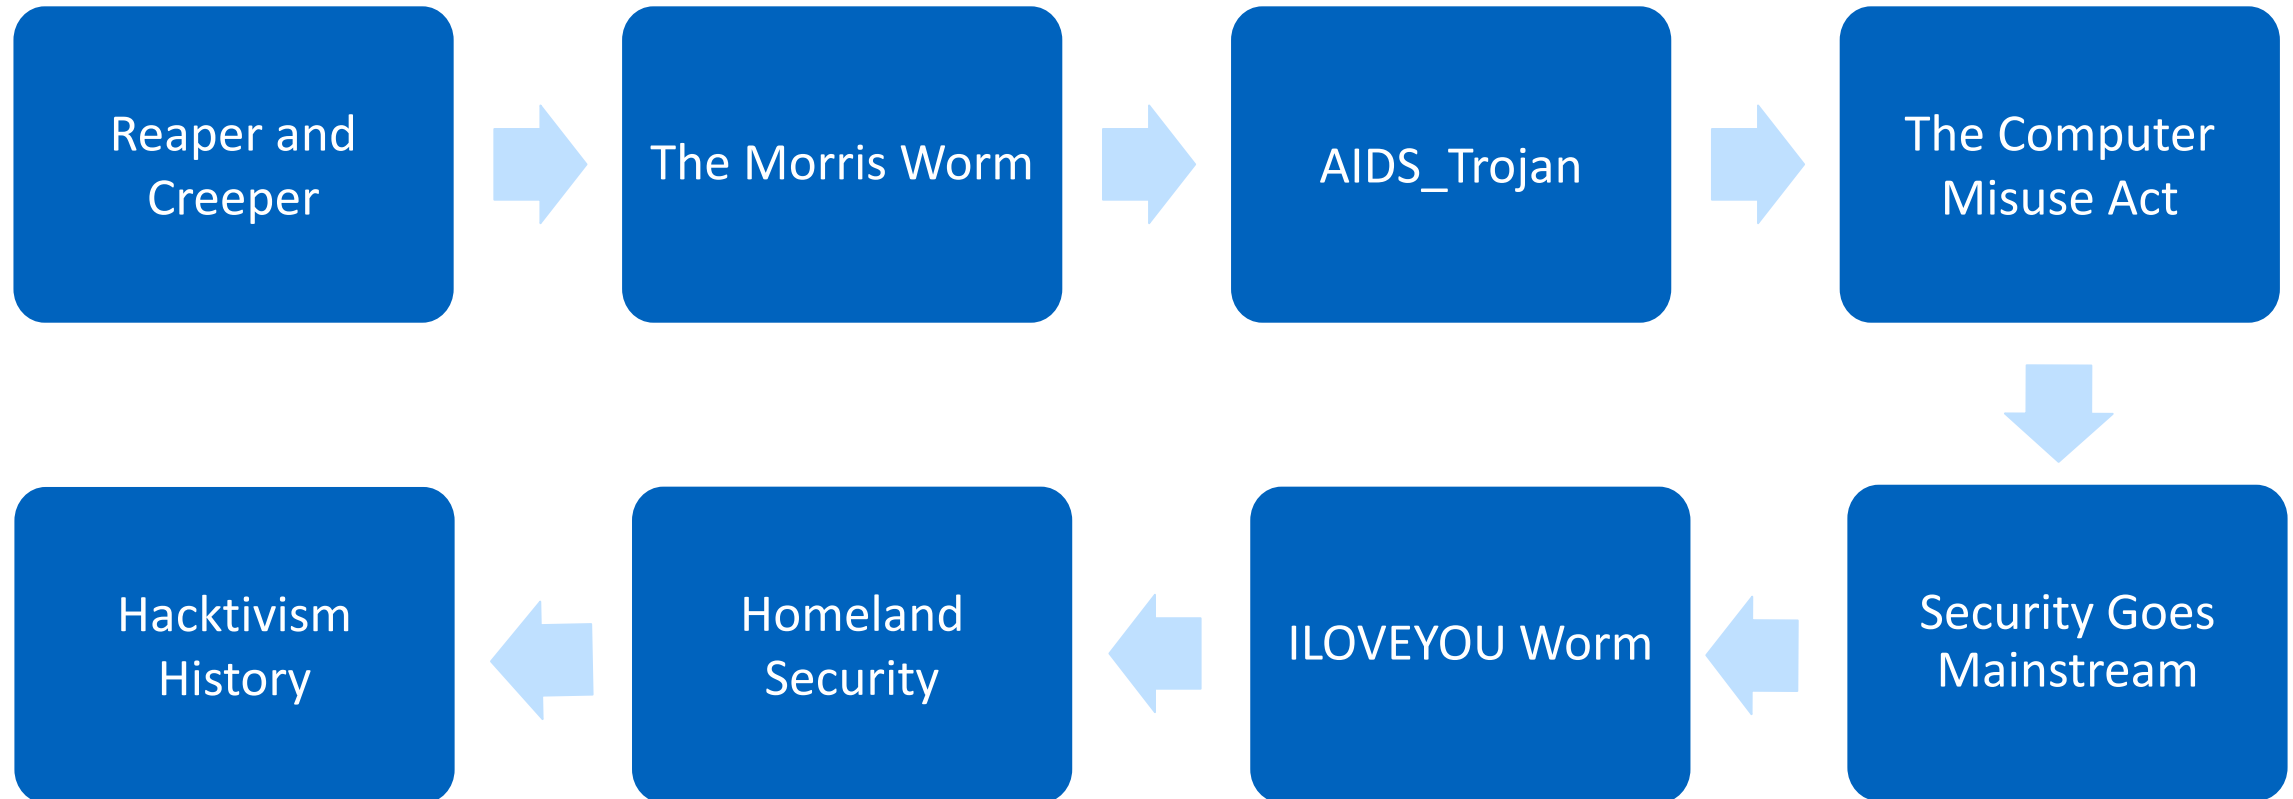 Reaper and
Creeper
The Morris Worm
AIDS_Trojan
The Computer
Misuse Act
Security Goes
Mainstream
ILOVEYOU Worm
Homeland
Security
Hacktivism
History